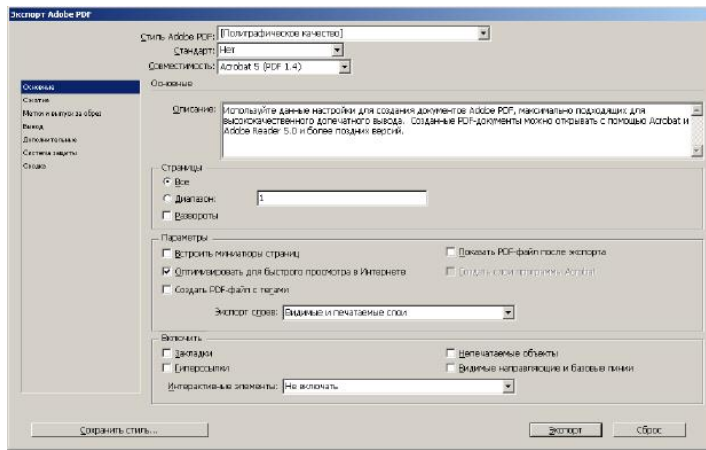 Экспорт Adobe PDF
Стиль Adobe PDF: [Полиграфическое качество]
Стандарт: Нет
Совместимость: Acrobat 5 (PDF 1.4)
Основные
Сжатие
Метки и выпуск за обрез
Вывод
Дополнительные
Система защиты
Сводка
Основные
Описание: Используйте данные настройки для создания документов Adobe PDF, максимально подходящих для
высококачественного допечатного вывода. Созданные PDF-документы можно открывать с помощью Acrobat и
Adobe Reader 5.0 и более поздних версий.
Страницы
Все
Диапазон: 1
Развороты
Параметры
Встроить миниатюры страниц
Показать PDF-файл после экспорта
Оптимизировать для быстрого просмотра в Интернете
Создать слои программы Acrobat
Создать PDF-файл с тегами
Экспорт слоев: Видимые и печатаемые слои
Включить
Закладки
Непечатаемые объекты
Гиперссылки
Видимые направляющие и базовые линии
Интерактивные элементы: Не включать
Сохранить стиль...
Экспорт
Сброс